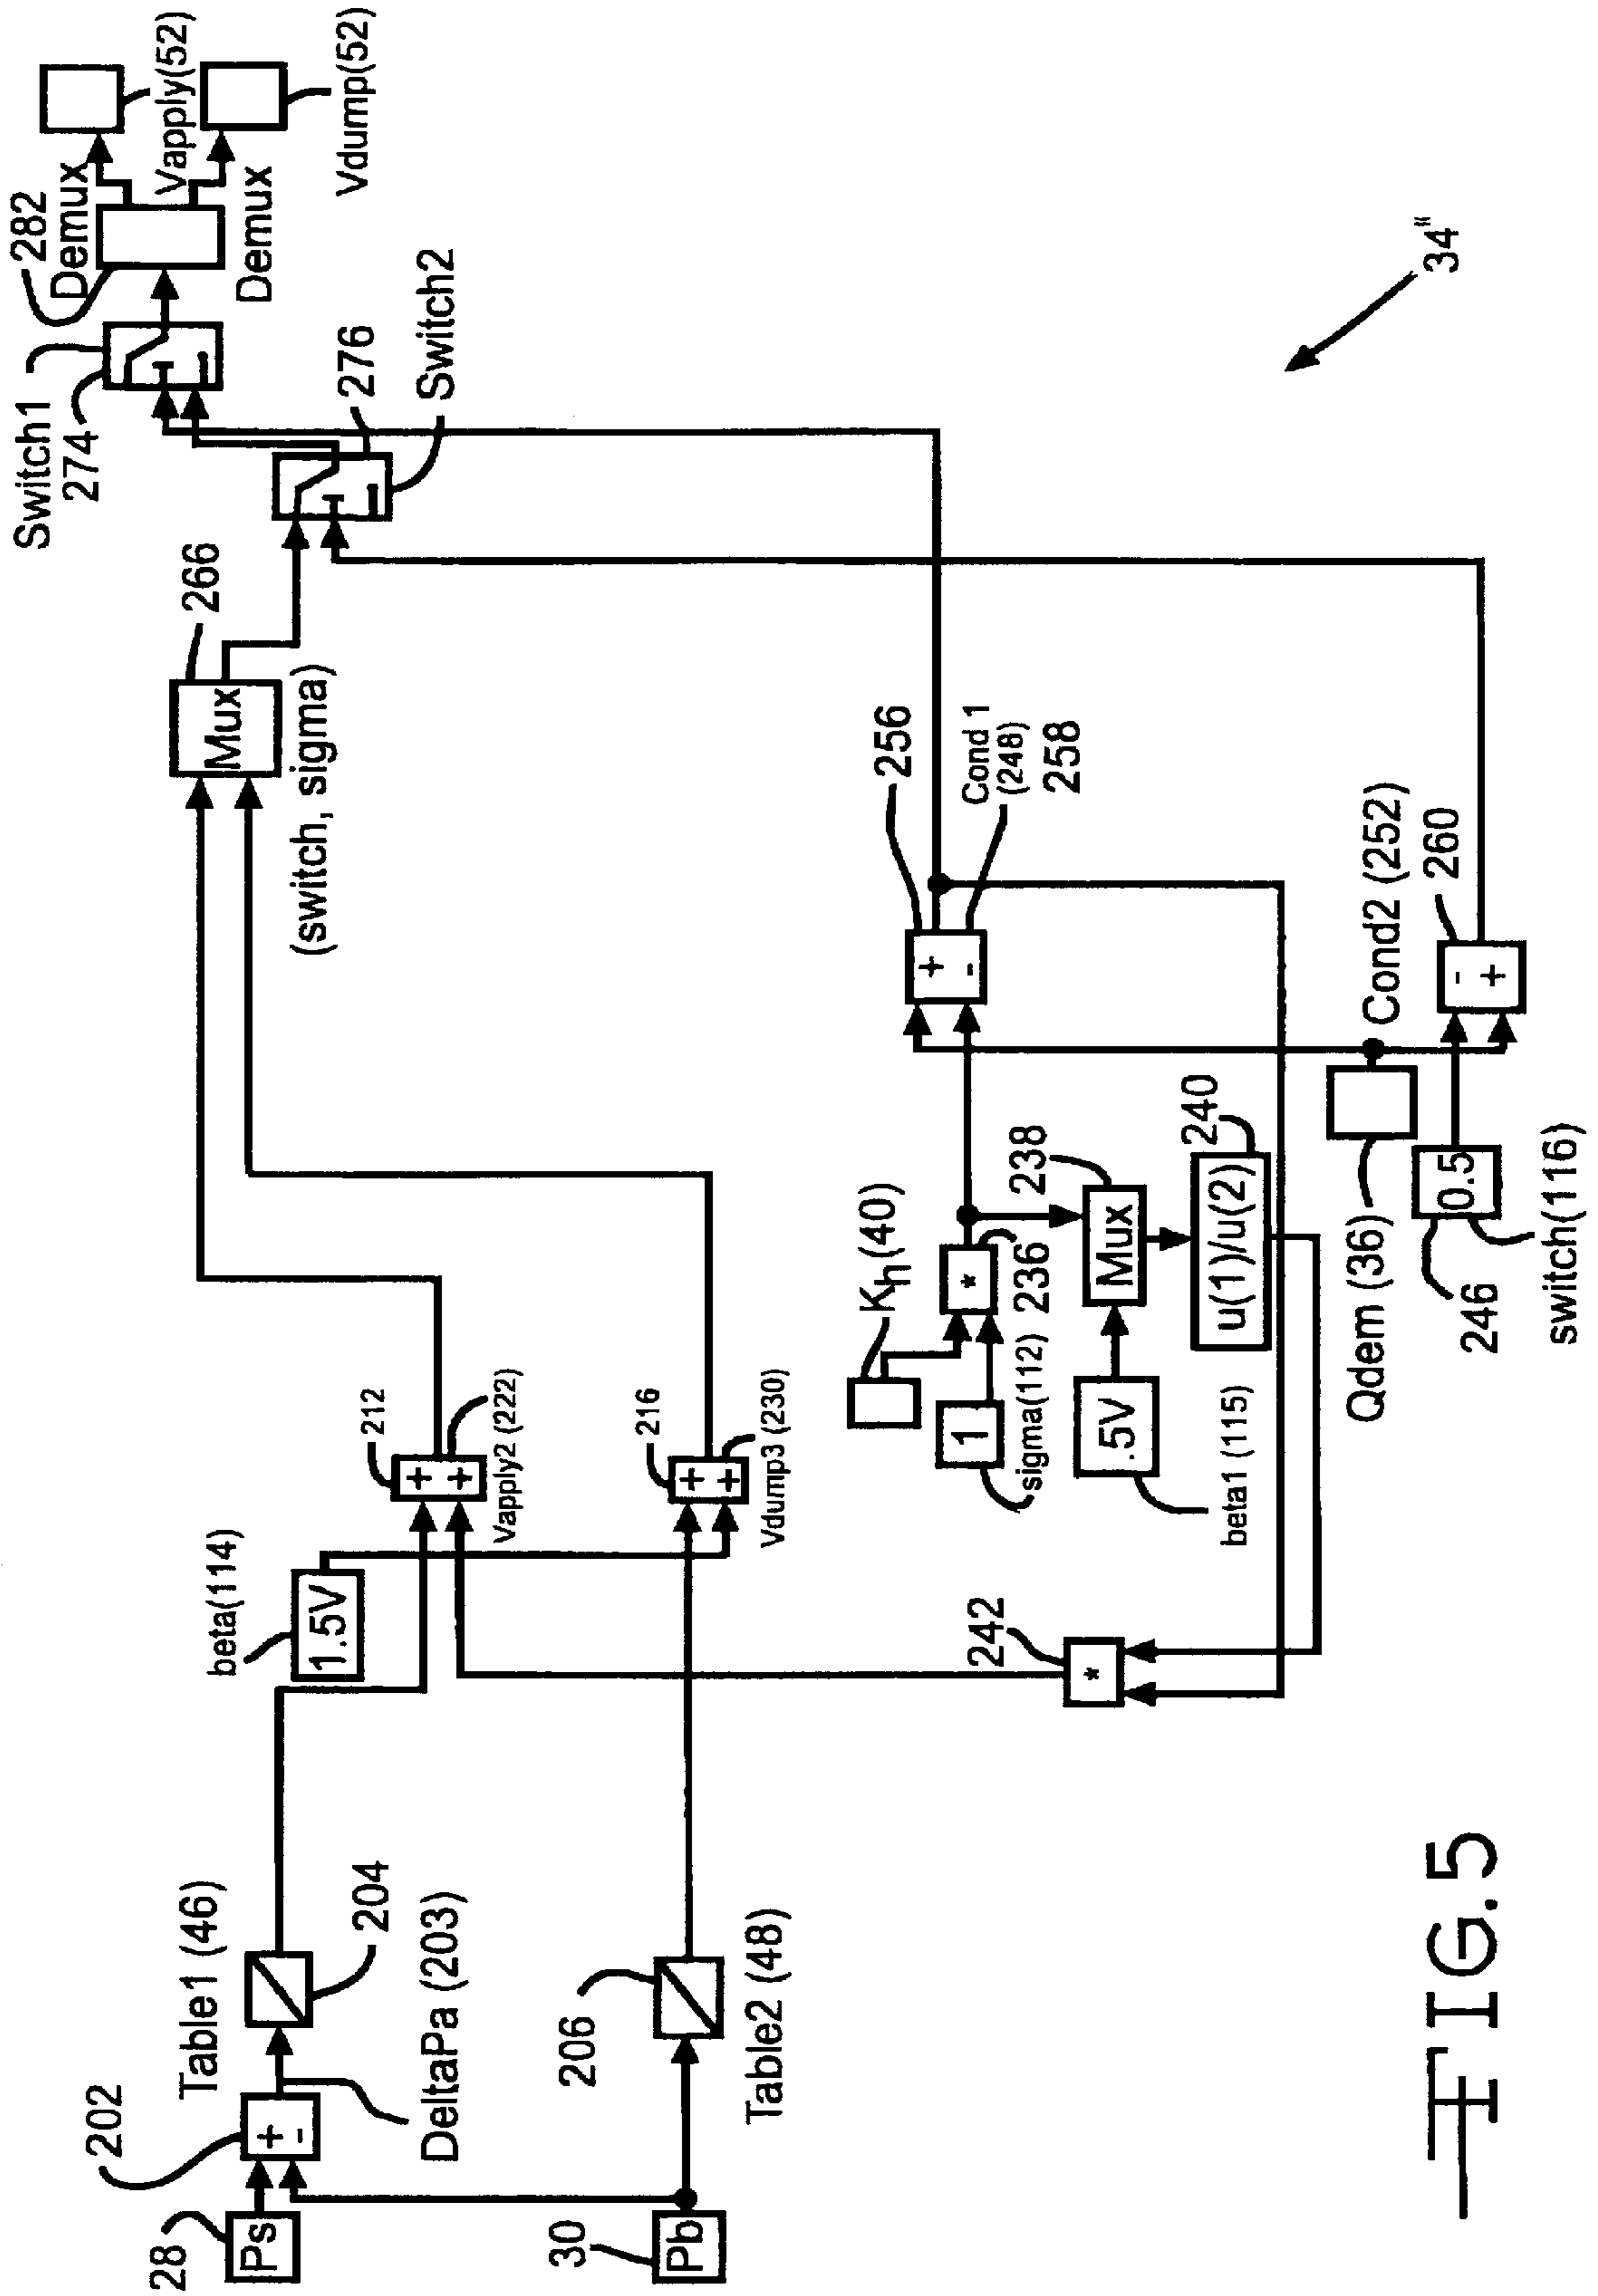 28
Ps
202
+
-
Table1 (46)
204
DeltaPa (203)
30
Pb
206
Table2 (48)
beta(114)
1.5V
212
+
+
Vapply2 (222)
216
+
+
Vdump3 (230)
242
*
Kh(40)
*
236
1
sigma(112)
238
Mux
.5V
beta1 (115)
240
u(1)/u(2)
Qdem (36)
0.5
246
switch(116)
256
+
-
Cond 1
(248)
258
Cond2 (252)
260
-
+
266
Mux
(switch, sigma)
Switch1
274
276
Switch2
282
Demux
Demux
Vapply(52)
Vdump(52)
34"
FIG.5